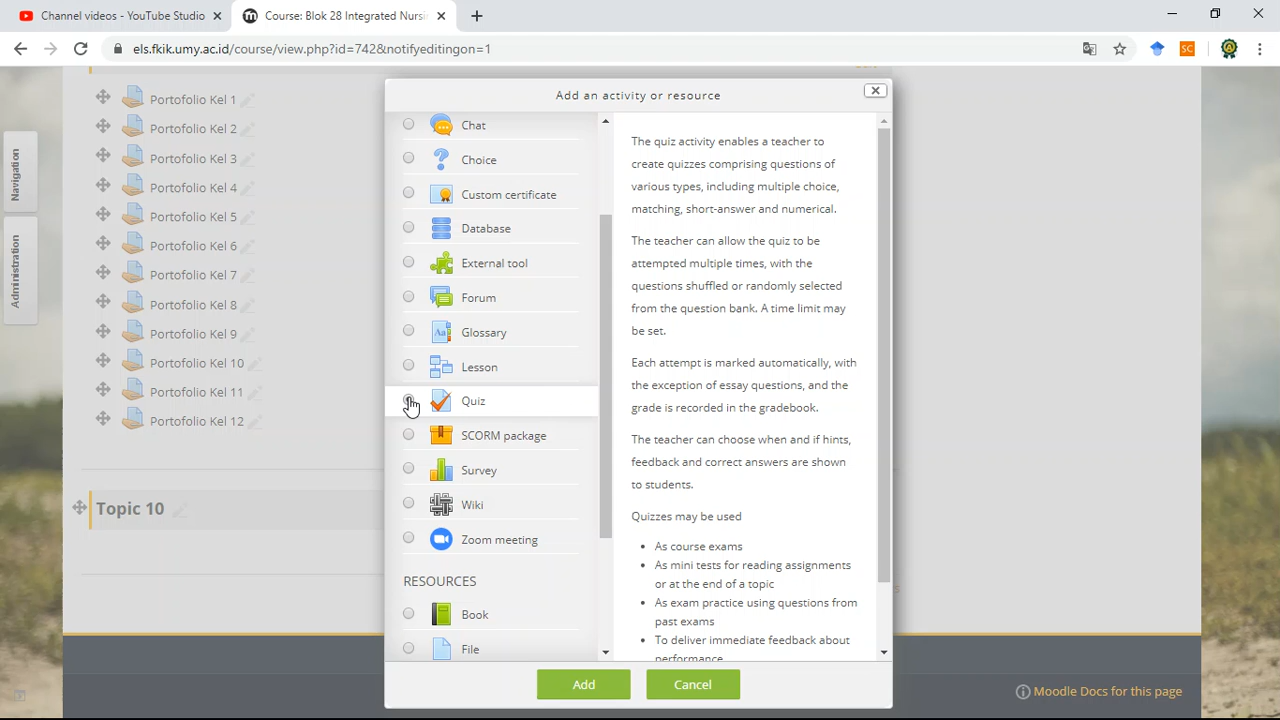 Channel videos - YouTube Studio
Course: Blok 28 Integrated Nursi
els.fkik.umy.ac.id/course/view.php?id=742&notifyeditingon=1
SC
Navigation
Administration
Portofolio Kel 1
Portofolio Kel 2
Portofolio Kel 3
Portofolio Kel 4
Portofolio Kel 5
Portofolio Kel 6
Portofolio Kel 7
Portofolio Kel 8
Portofolio Kel 9
Portofolio Kel 10
Portofolio Kel 11
Portofolio Kel 12
Topic 10
Add an activity or resource
Chat
Choice
Custom certificate
Database
External tool
Forum
Glossary
Lesson
Quiz
SCORM package
Survey
Wiki
Zoom meeting
RESOURCES
Book
File
The quiz activity enables a teacher to
create quizzes comprising questions of
various types, including multiple choice,
matching, short-answer and numerical.
The teacher can allow the quiz to be
attempted multiple times, with the
questions shuffled or randomly selected
from the question bank. A time limit may
be set.
Each attempt is marked automatically, with
the exception of essay questions, and the
grade is recorded in the gradebook.
The teacher can choose when and if hints,
feedback and correct answers are shown
to students.
Quizzes may be used
• As course exams
• As mini tests for reading assignments
or at the end of a topic
• As exam practice using questions from
past exams
• To deliver immediate feedback about
performance
Add
Cancel
Moodle Docs for this page